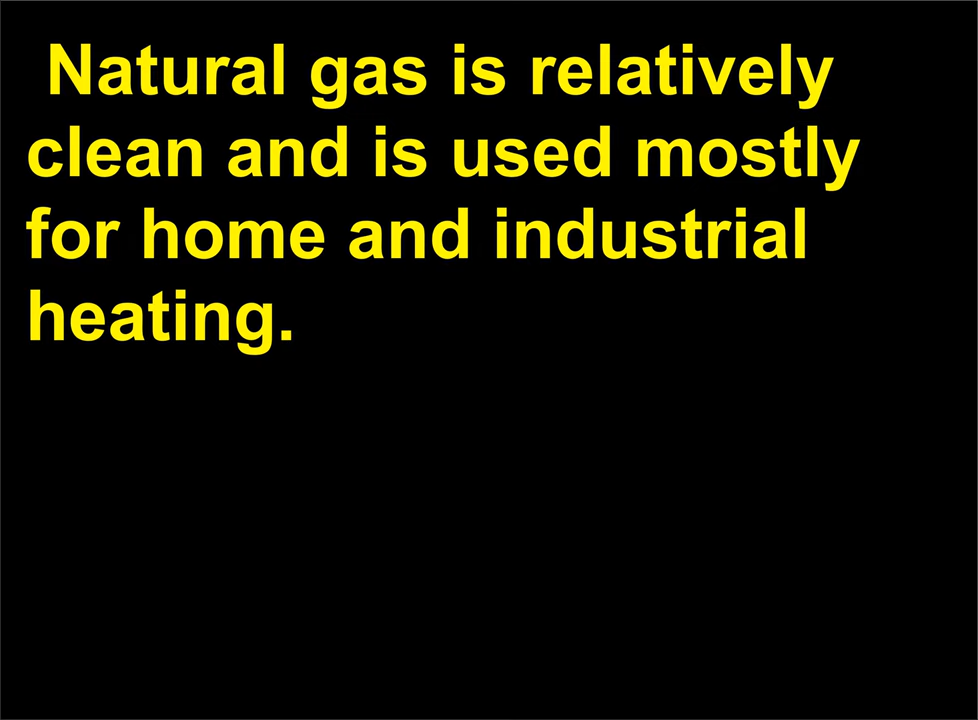 Natural gas is relatively
clean and is used mostly
for home and industrial
heating.